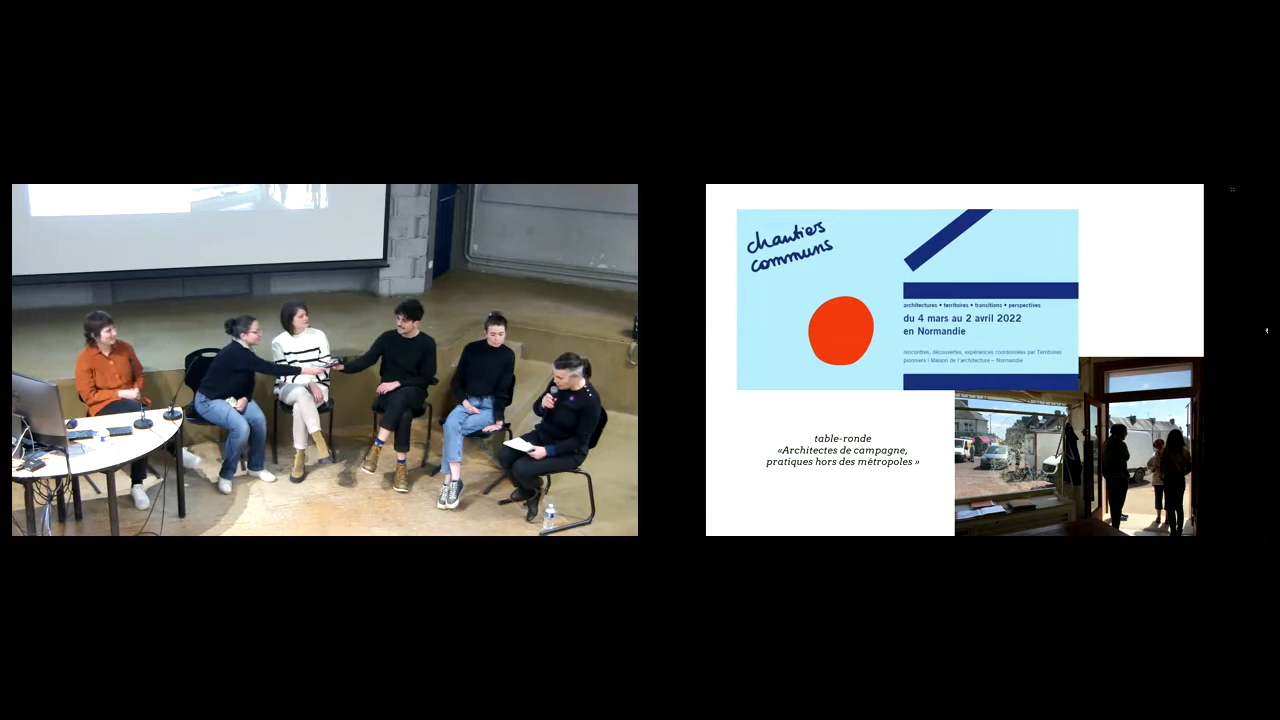 chantiers
communs
architectures • territoires • transitions • perspectives
du 4 mars au 2 avril 2022
en Normandie
rencontres, découvertes, expériences coordonnées par Territoires
pionniers | Maison de l'architecture – Normandie
table-ronde
«Architectes de campagne,
pratiques hors des métropoles »